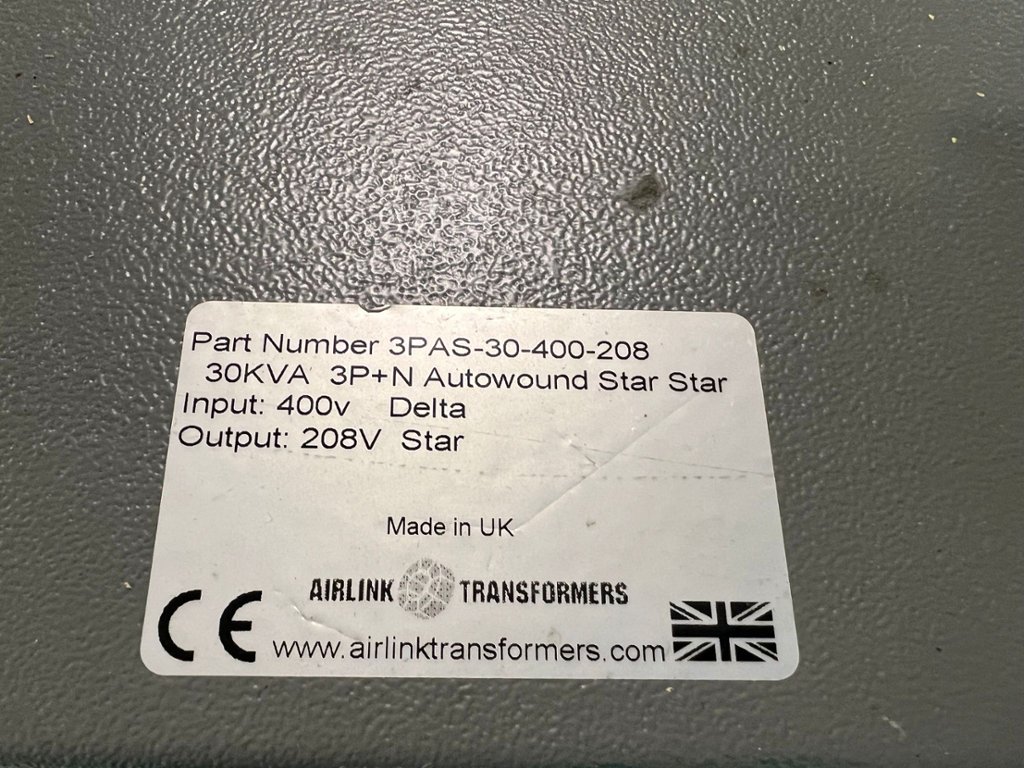 Part Number 3PAS-30-400-208
30KVA 3P+N Autowound Star Star
Input: 400v Delta
Output: 208V Star
Made in UK
AIRLINK TRANSFORMERS
CE www.airlinktransformers.com